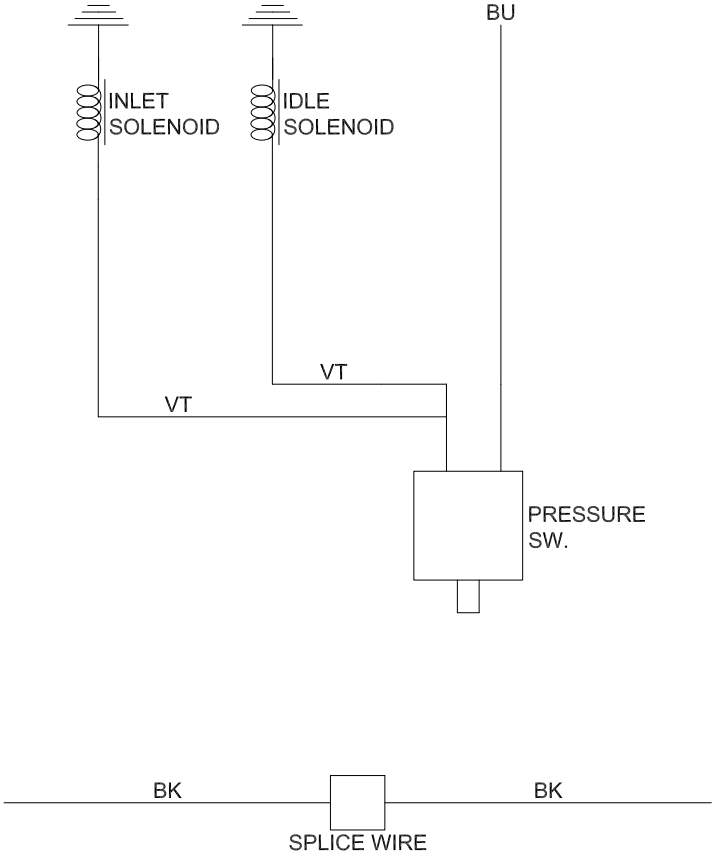 BU
INLET
SOLENOID
IDLE
SOLENOID
VT
VT
PRESSURE
SW.
BK
BK
SPLICE WIRE